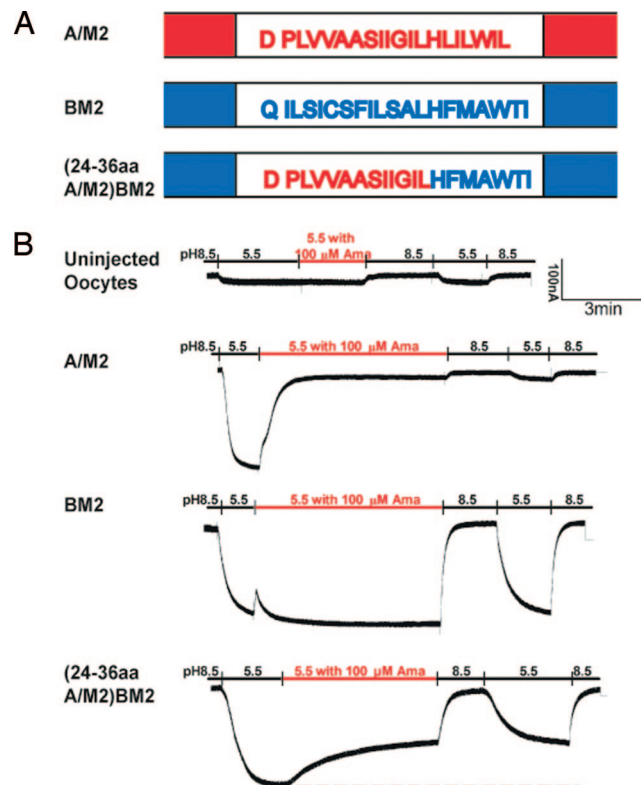 A
A/M2
D PLVVAASIIGILHLILWIL
BM2
Q ILSICSFILSALHFMAWTI
(24-36aa
A/M2)BM2
D PLVVAASIIGILHFMAWTI
B
Uninjected
Oocytes
5.5 with
pH8.5 5.5 100 µM Ama 8.5 5.5 8.5
100nA
3min
A/M2
pH8.5 5.5 5.5 with 100 µM Ama 8.5 5.5 8.5
BM2
pH8.5 5.5 5.5 with 100 µM Ama 8.5 5.5 8.5
(24-36aa
A/M2)BM2
pH8.5 5.5 5.5 with 100 µM Ama 8.5 5.5 8.5